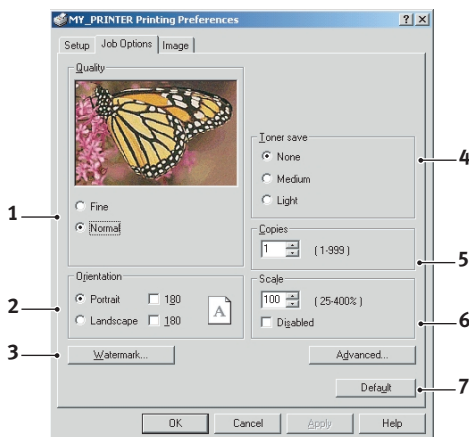 MY_PRINTER Printing Preferences
Setup Job Options Image
Quality
Fine
Normal
Toner save
None
Medium
Light
Copies
1 (1-999)
Orientation
Portrait 180
Landscape 180
A
Scale
100 (25-400%)
Disabled
Watermark...
Advanced...
Default
OK Cancel Apply Help
1
2
3
4
5
6
7